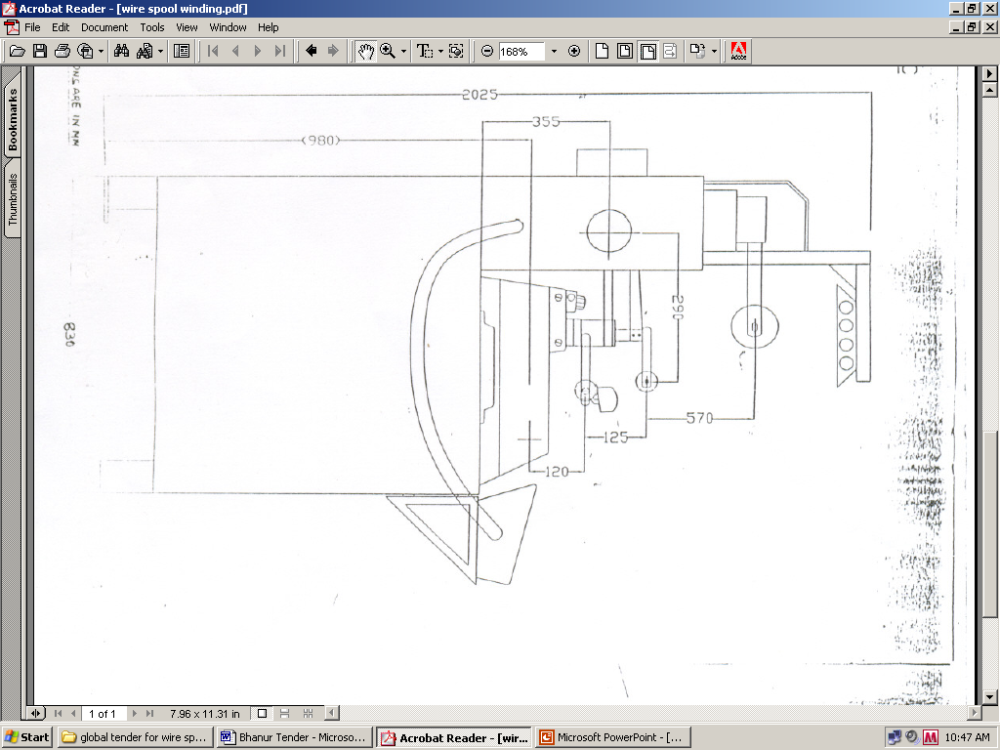 Acrobat Reader - [wire spool winding.pdf]
File Edit Document Tools View Window Help
168%
Adobe
Bookmarks
Thumbnails
ONS ARE IN MM
2025
355
(980)
290
830
570
125
120
1 of 1
7.96 x 11.31 in
Start
global tender for wire sp...
Bhanur Tender - Microso...
Acrobat Reader - [wir...
Microsoft PowerPoint - [...
10:47 AM